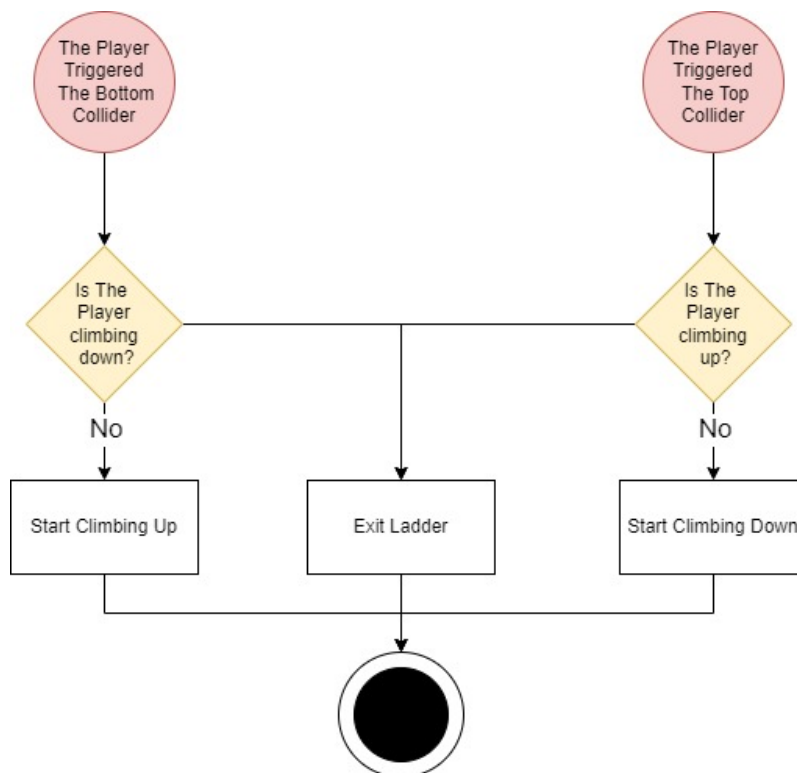 The Player
Triggered
The Bottom
Collider
The Player
Triggered
The Top
Collider
Is The
Player
climbing
down?
Is The
Player
climbing
up?
No
No
Start Climbing Up
Exit Ladder
Start Climbing Down